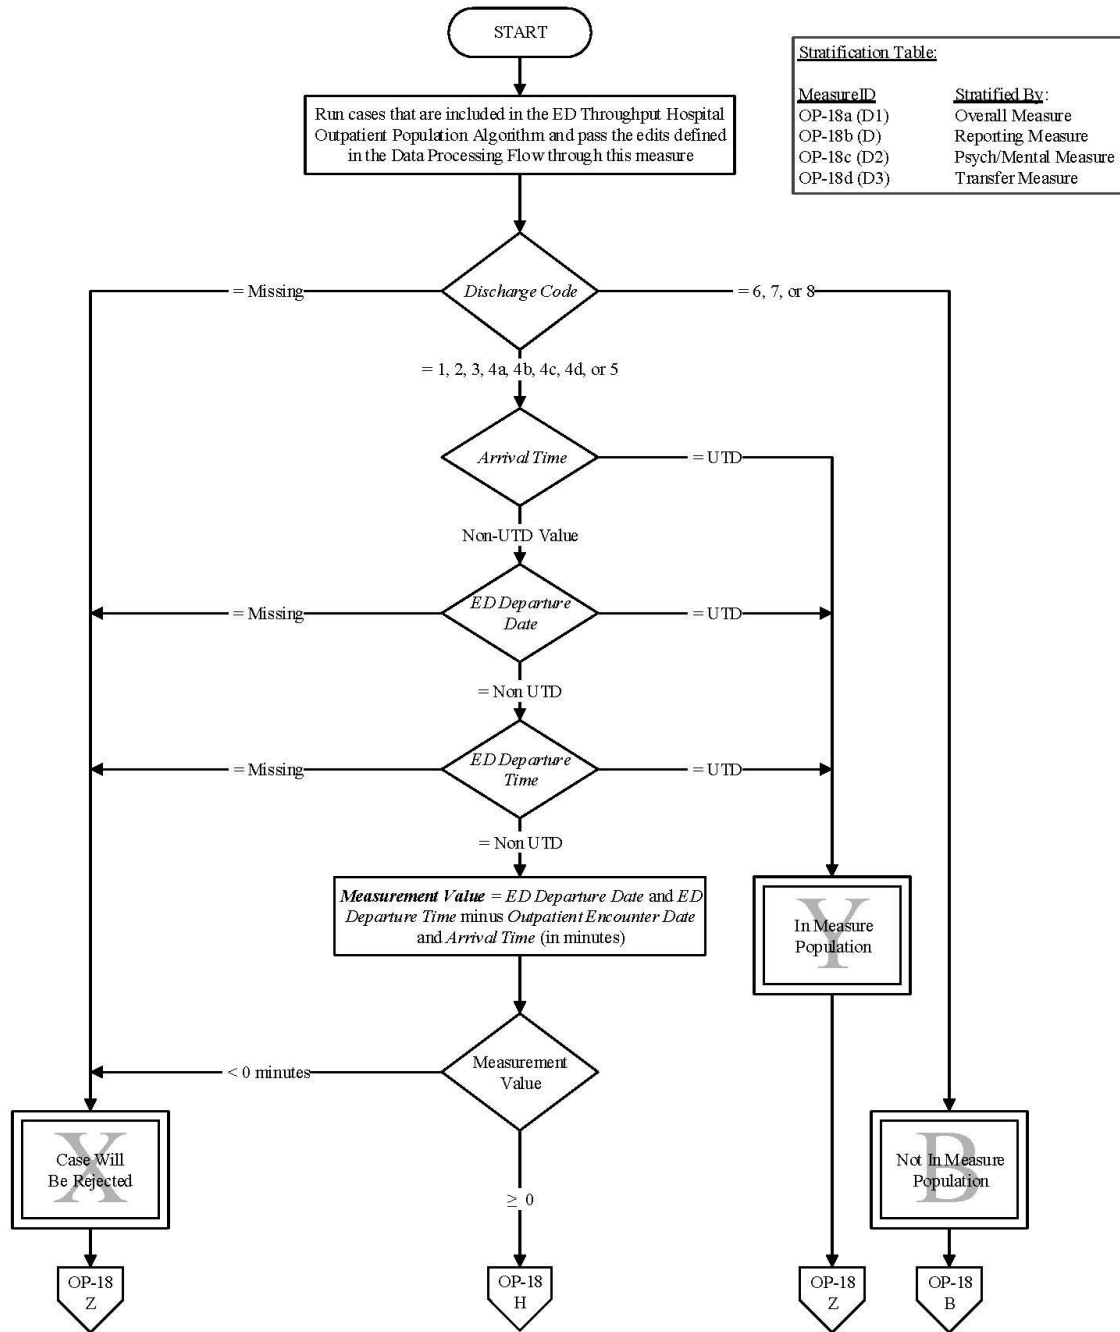 START
Stratification Table:
MeasureID Stratified By:
OP-18a (D1) Overall Measure
OP-18b (D) Reporting Measure
OP-18c (D2) Psych/Mental Measure
OP-18d (D3) Transfer Measure
Run cases that are included in the ED Throughput Hospital
Outpatient Population Algorithm and pass the edits defined
in the Data Processing Flow through this measure
= Missing
Discharge Code
= 6, 7, or 8
= 1, 2, 3, 4a, 4b, 4c, 4d, or 5
Arrival Time
= UTD
Non-UTD Value
= Missing
ED Departure
Date
= UTD
= Non UTD
= Missing
ED Departure
Time
= UTD
= Non UTD
Measurement Value = ED Departure Date and ED
Departure Time minus Outpatient Encounter Date
and Arrival Time (in minutes)
Y
In Measure
Population
< 0 minutes
Measurement
Value
X
Case Will
Be Rejected
≥ 0
B
Not In Measure
Population
OP-18
Z
OP-18
H
OP-18
Z
OP-18
B